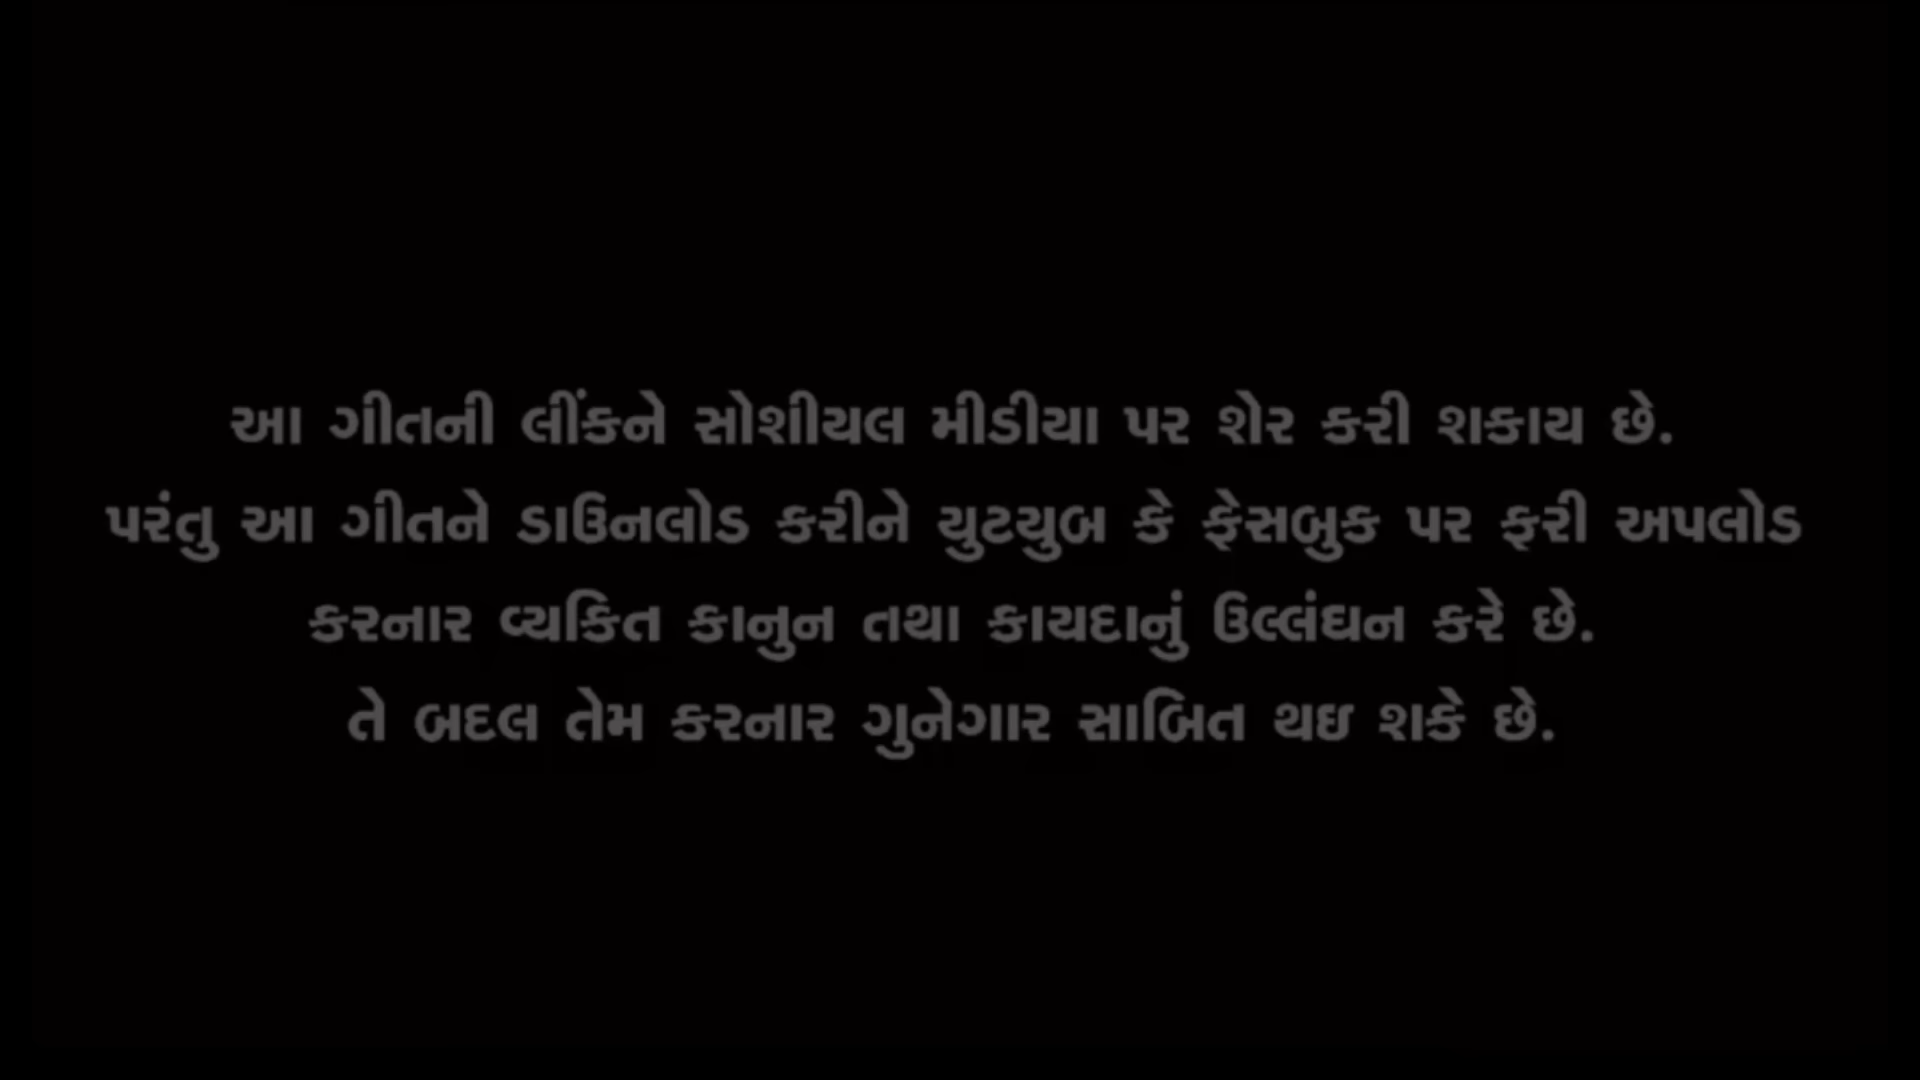 આ ગીતની લીંકને સોશીયલ મીડીયા પર શેર કરી શકાય છે.
પરંતુ આ ગીતને ડાઉનલોડ કરીને યુટયુબ કે ફેસબુક પર ફરી અપલોડ
કરનાર વ્યકિત કાનુન તથા કાયદાનું ઉલ્લંઘન કરે છે.
તે બદલ તેમ કરનાર ગુનેગાર સાબિત થઇ શકે છે.